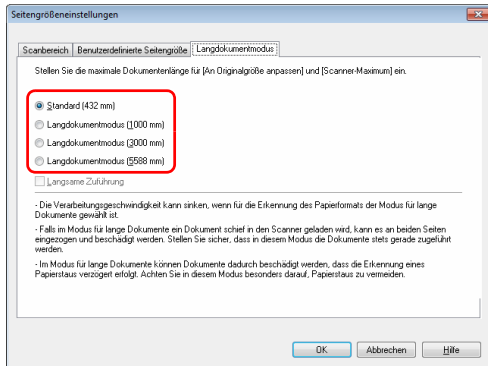 Seitengrößeneinstellungen
Scanbereich Benutzerdefinierte Seitengröße Langdokumentmodus
Stellen Sie die maximale Dokumentenlänge für [An Originalgröße anpassen] und [Scanner-Maximum] ein.
Standard (432 mm)
Langdokumentmodus (1000 mm)
Langdokumentmodus (3000 mm)
Langdokumentmodus (5588 mm)
Langsame Zuführung
- Die Verarbeitungsgeschwindigkeit kann sinken, wenn für die Erkennung des Papierformats der Modus für lange
Dokumente gewählt ist.
- Falls im Modus für lange Dokumente ein Dokument schief in den Scanner geladen wird, kann es an beiden Seiten
eingezogen und beschädigt werden. Stellen Sie sicher, dass in diesem Modus die Dokumente stets gerade zugeführt
werden.
- Im Modus für lange Dokumente können Dokumente dadurch beschädigt werden, dass die Erkennung eines
Papierstaus verzögert erfolgt. Achten Sie in diesem Modus besonders darauf, Papierstau zu vermeiden.
OK Abbrechen Hilfe